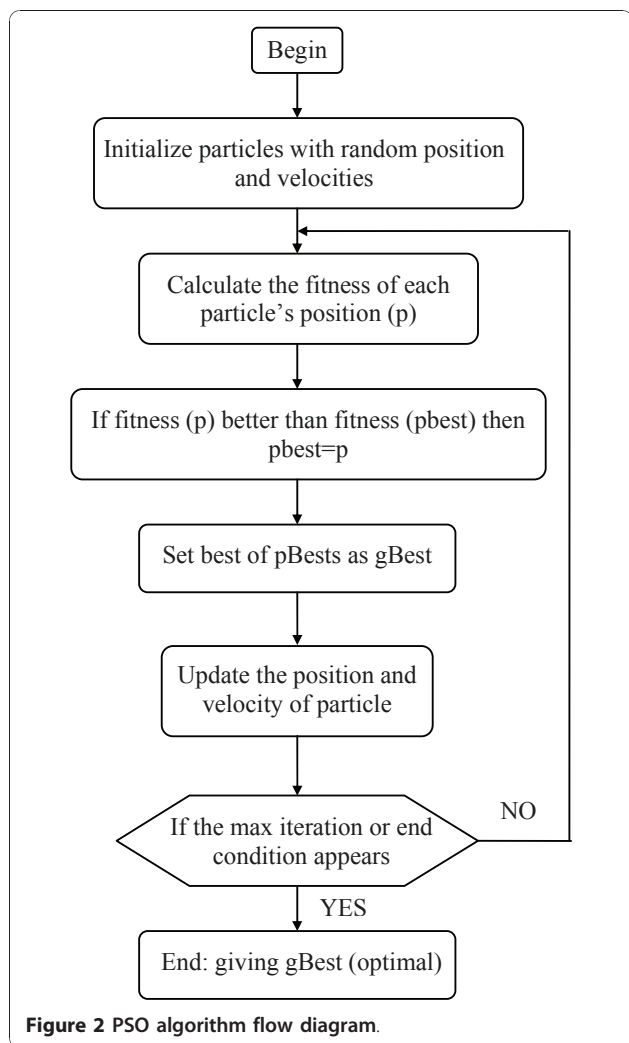 Begin
Initialize particles with random position
and velocities
Calculate the fitness of each
particle's position (p)
If fitness (p) better than fitness (pbest) then
pbest=p
Set best of pBests as gBest
Update the position and
velocity of particle
If the max iteration or end
condition appears
NO
YES
End: giving gBest (optimal)
Figure 2 PSO algorithm flow diagram.